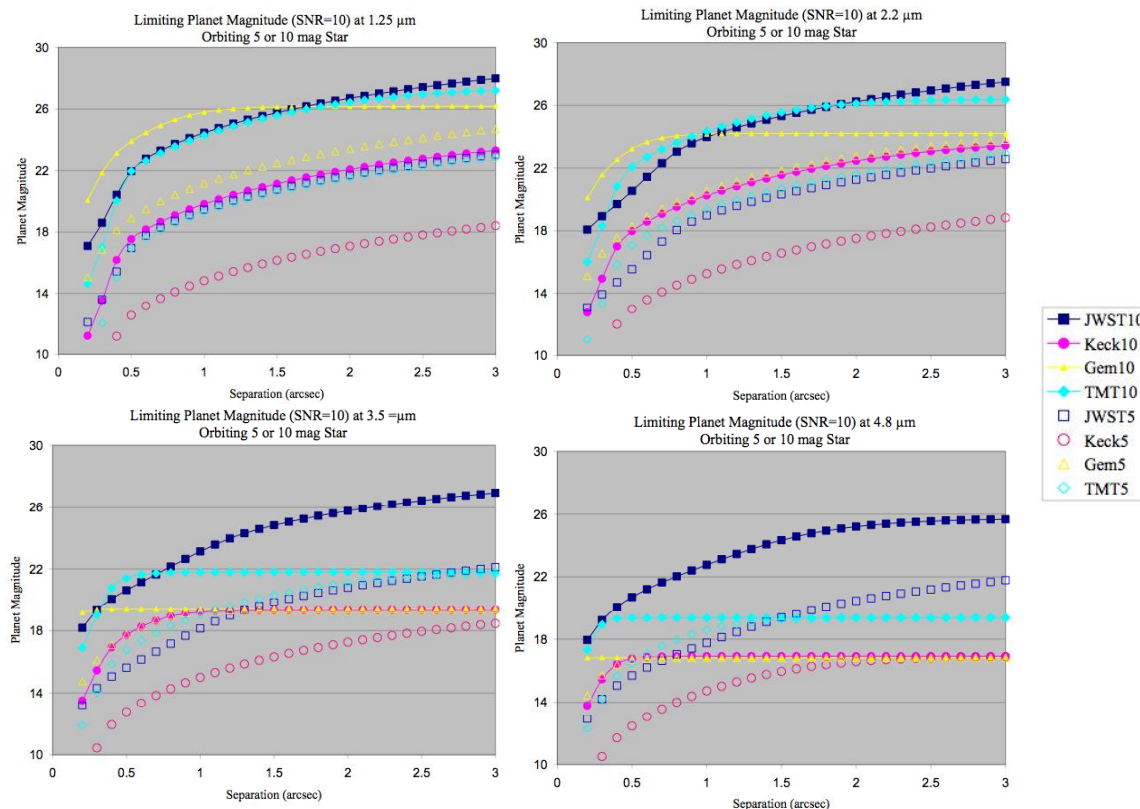 Limiting Planet Magnitude (SNR=10) at 1.25 µm
Orbiting 5 or 10 mag Star
30
26
22
18
14
10
Planet Magnitude
0
0.5
1
1.5
2
2.5
3
Separation (arcsec)
Limiting Planet Magnitude (SNR=10) at 2.2 µm
Orbiting 5 or 10 mag Star
30
26
22
18
14
10
Planet Magnitude
0
0.5
1
1.5
2
2.5
3
Separation (arcsec)
Limiting Planet Magnitude (SNR=10) at 3.5 =µm
Orbiting 5 or 10 mag Star
30
26
22
18
14
10
Planet Magnitude
0
0.5
1
1.5
2
2.5
3
Separation (arcsec)
Limiting Planet Magnitude (SNR=10) at 4.8 µm
Orbiting 5 or 10 mag Star
30
26
22
18
14
10
Planet Magnitude
0
0.5
1
1.5
2
2.5
3
Separation (arcsec)
JWST10
Keck10
Gem10
TMT10
JWST5
Keck5
Gem5
TMT5